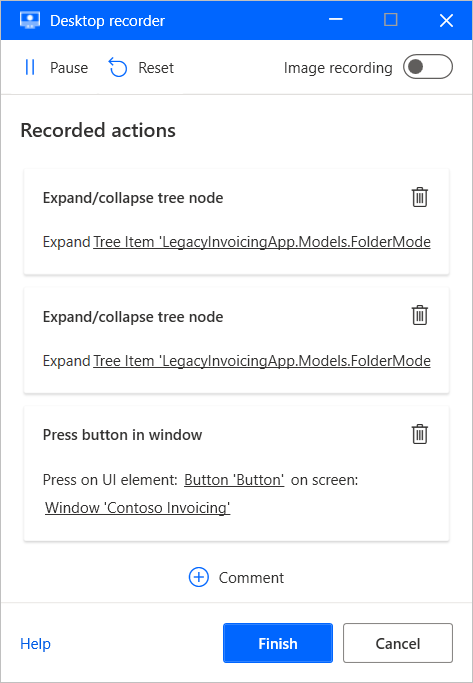 Desktop recorder
Pause Reset Image recording
Recorded actions
Expand/collapse tree node
Expand Tree Item 'LegacyInvoicingApp.Models.FolderMode
Expand/collapse tree node
Expand Tree Item 'LegacyInvoicingApp.Models.FolderMode
Press button in window
Press on UI element: Button 'Button' on screen:
Window 'Contoso Invoicing'
Comment
Help Finish Cancel